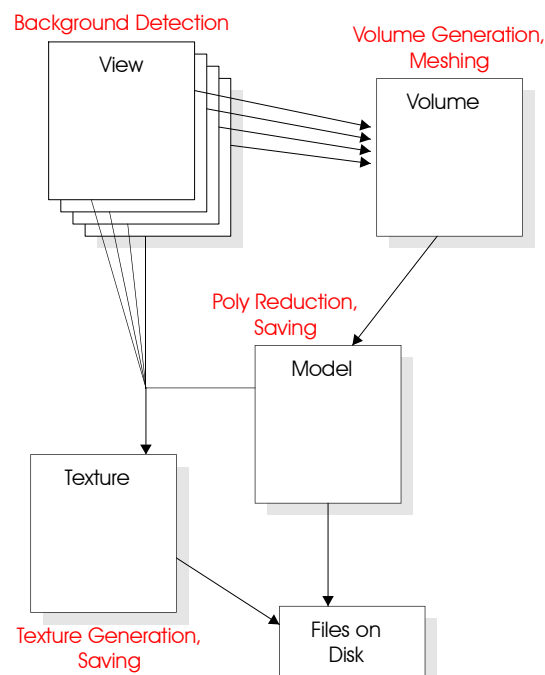 Background Detection
View
Volume Generation,
Meshing
Volume
Poly Reduction,
Saving
Model
Texture
Texture Generation,
Saving
Files on
Disk